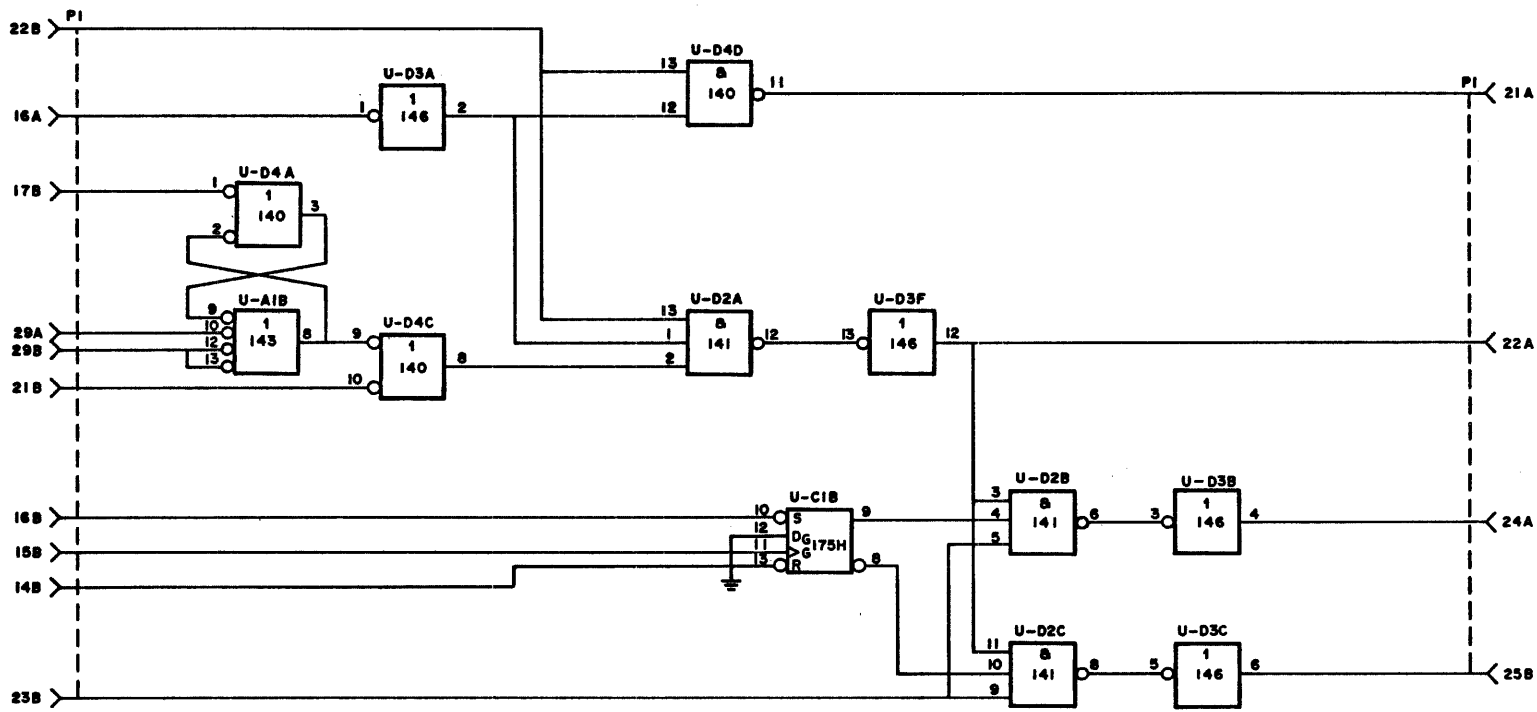 P1
22B
U-D4D
13
&
140
12
11
P1
21A
U-D3A
16A
1
1
146
2
U-D4A
17B
1
1
140
3
2
U-A1B
9
10
12
13
1
143
8
29A
29B
U-D4C
9
1
140
8
10
21B
U-D2A
13
1
2
&
141
12
U-D3F
13
1
146
12
22A
U-C1B
16B
10
S
9
12
D G
175H
15B
11
G
13
R
8
14B
U-D2B
3
4
5
&
141
6
U-D3B
3
1
146
4
24A
U-D2C
11
10
9
&
141
8
U-D3C
5
1
146
6
25B
23B